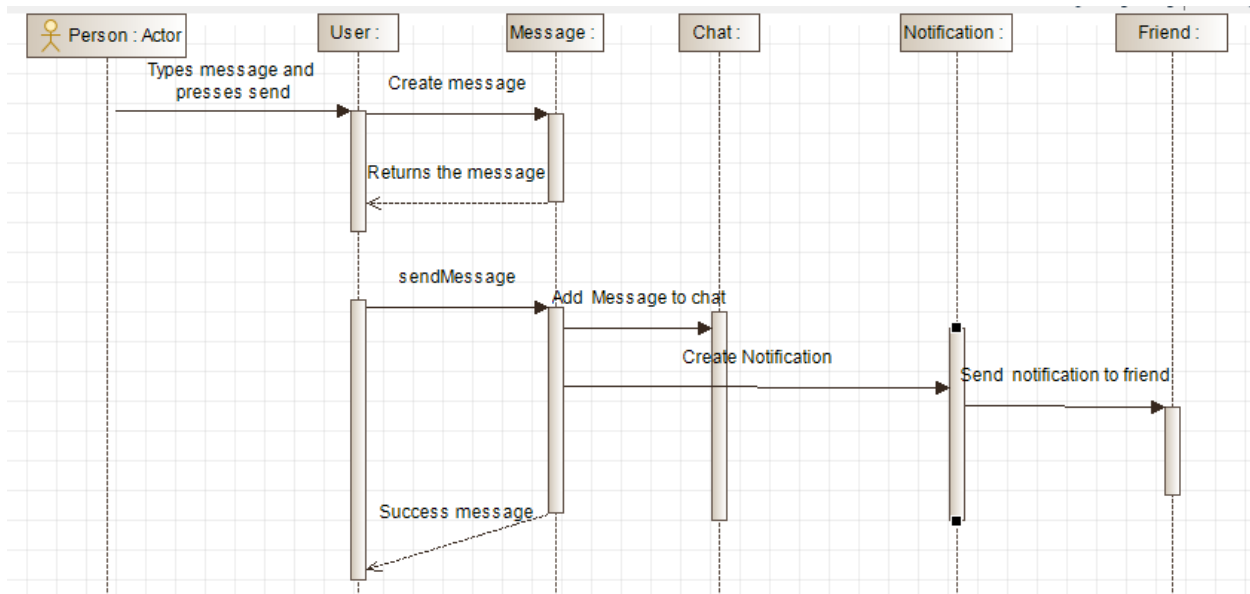 Person : Actor
User :
Message :
Chat :
Notification :
Friend :
Types message and
presses send
Create message
Returns the message
sendMessage
Add Message to chat
Create Notification
Send notification to friend
Success message